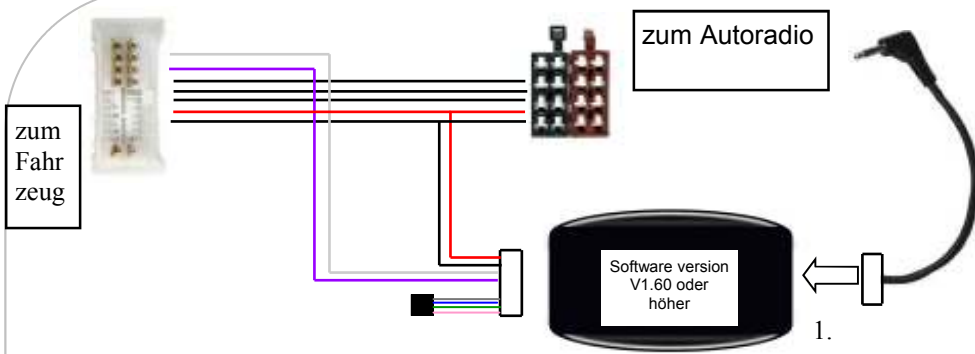 zum Autoradio
zum
Fahr
zeug
Software version
V1.60 oder
höher
1.